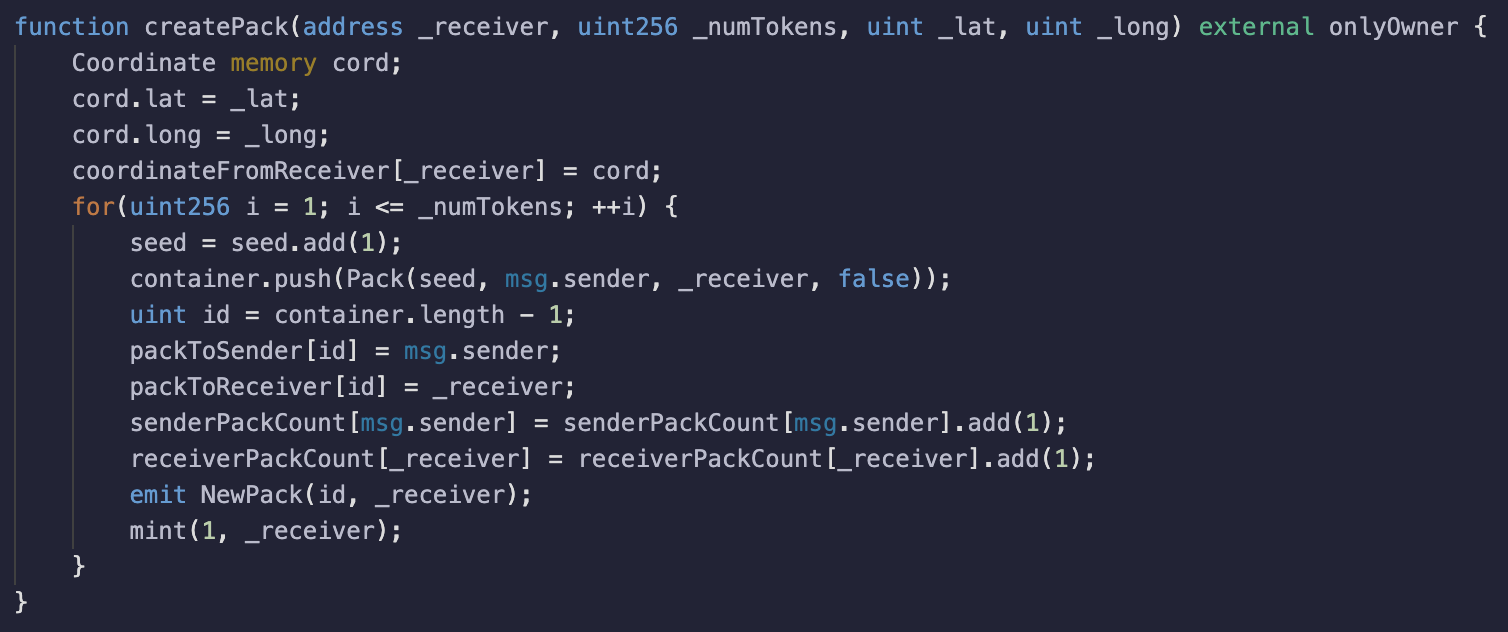 function createPack(address _receiver, uint256 _numTokens, uint _lat, uint _long) external onlyOwner {
    Coordinate memory cord;
    cord.lat = _lat;
    cord.long = _long;
    coordinateFromReceiver[_receiver] = cord;
    for(uint256 i = 1; i <= _numTokens; ++i) {
        seed = seed.add(1);
        container.push(Pack(seed, msg.sender, _receiver, false));
        uint id = container.length - 1;
        packToSender[id] = msg.sender;
        packToReceiver[id] = _receiver;
        senderPackCount[msg.sender] = senderPackCount[msg.sender].add(1);
        receiverPackCount[_receiver] = receiverPackCount[_receiver].add(1);
        emit NewPack(id, _receiver);
        mint(1, _receiver);
    }
}